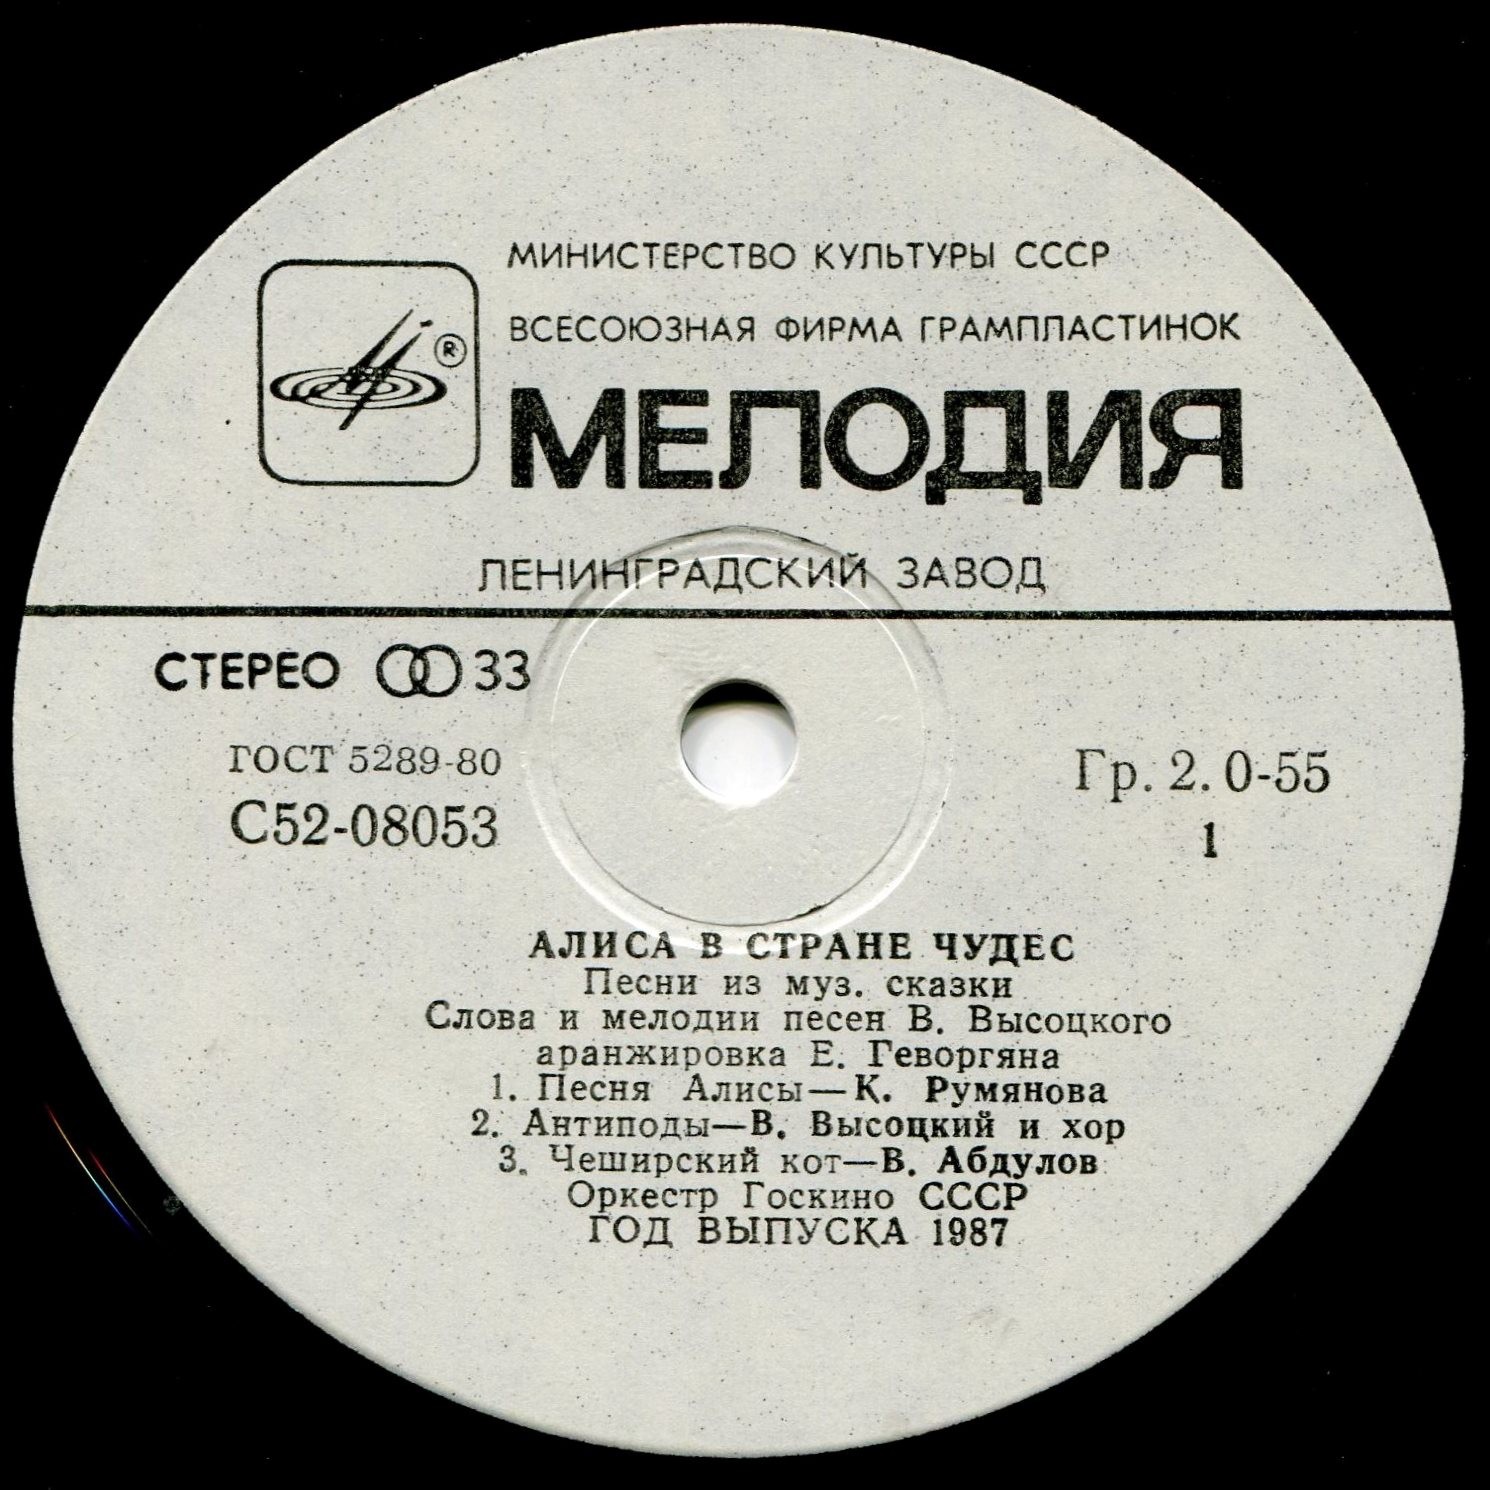 МИНИСТЕРСТВО КУЛЬТУРЫ СССР
ВСЕСОЮЗНАЯ ФИРМА ГРАМПЛАСТИНОК
®
МЕЛОДИЯ
ЛЕНИНГРАДСКИЙ ЗАВОД
СТЕРЕО 33
ГОСТ 5289-80
Гр. 2. 0-55
С52-08053
1
АЛИСА В СТРАНЕ ЧУДЕС
Песни из муз. сказки
Слова и мелодии песен В. Высоцкого
аранжировка Е. Геворгяна
1. Песня Алисы—К. Румянова
2. Антиподы—В. Высоцкий и хор
3. Чеширский кот—В. Абдулов
Оркестр Госкино СССР
ГОД ВЫПУСКА 1987